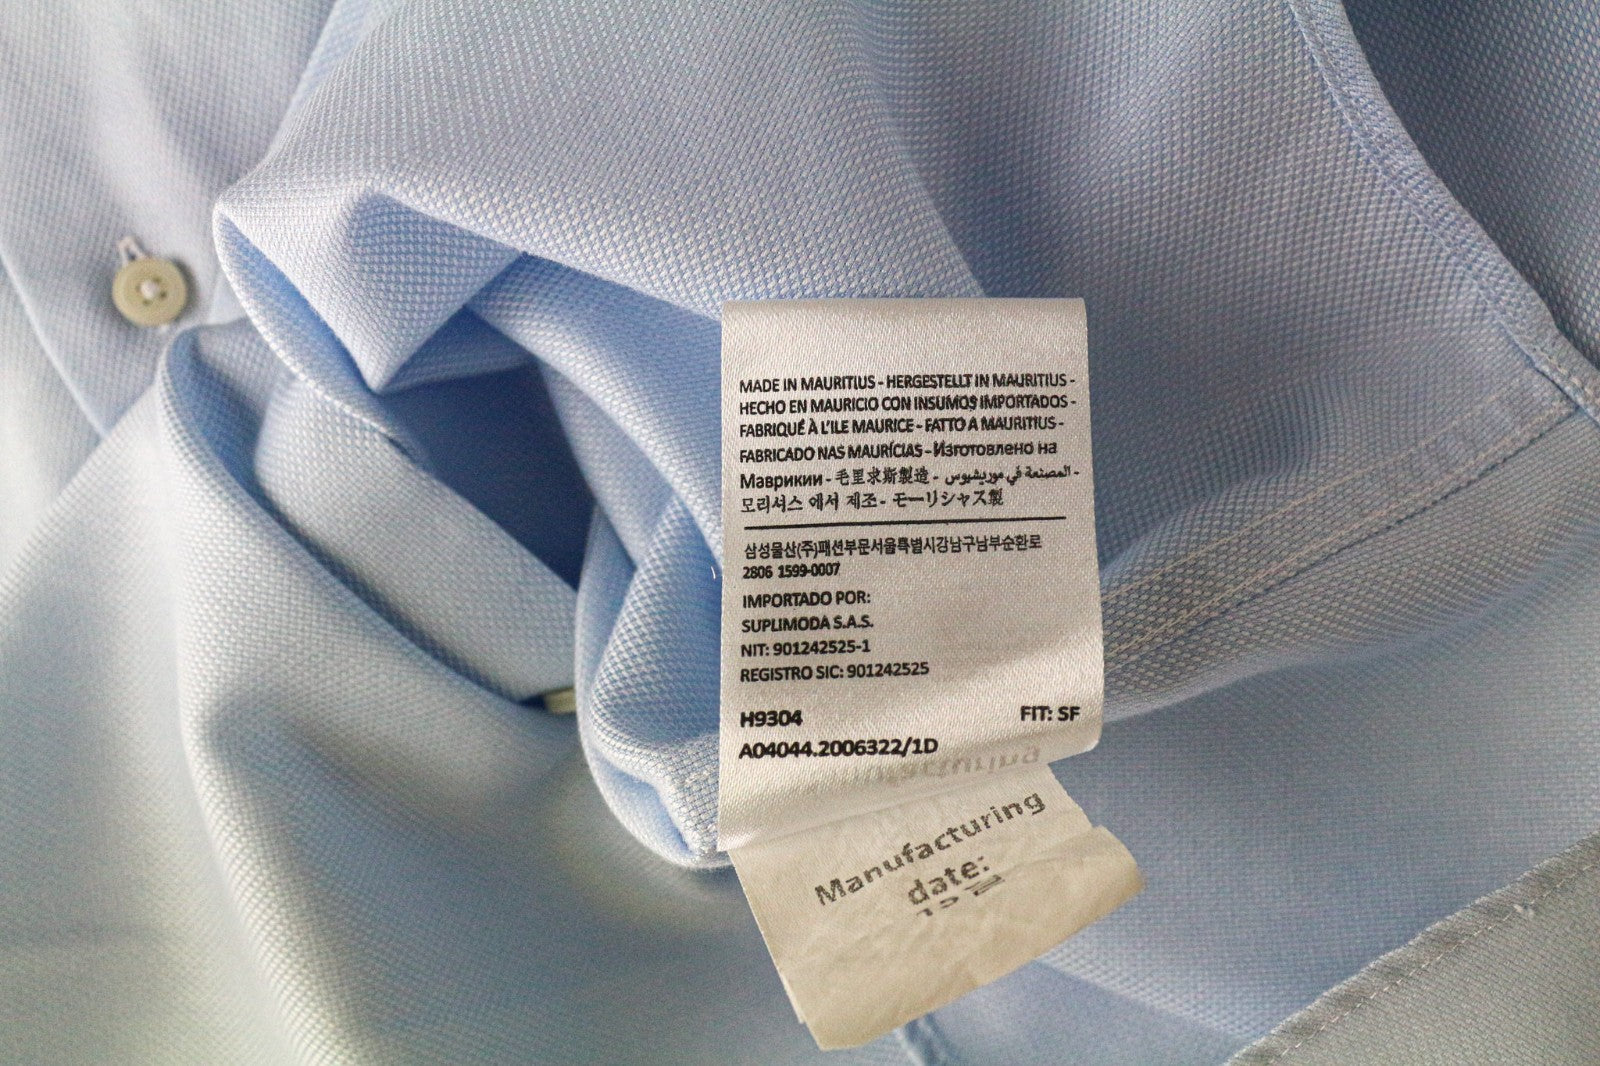 MADE IN MAURITIUS - HERGESTELLT IN MAURITIUS -
HECHO EN MAURICIO CON INSUMOS IMPORTADOS -
FABRIQUÉ À L'ILE MAURICE - FATTO A MAURITIUS -
FABRICADO NAS MAURÍCIAS - Изготовлено на
Маврикии - 毛里求斯製造 - المصنعة في موريشيوس -
모리셔스 에서 제조 - モーリシャス製
삼성물산(주)패션부문서울특별시강남구남부순환로
2806 1599-0007
IMPORTADO POR:
SUPLIMODA S.A.S.
NIT: 901242525-1
REGISTRO SIC: 901242525
H9304 FIT: SF
A04044.2006322/1D
Manufacturing
date: